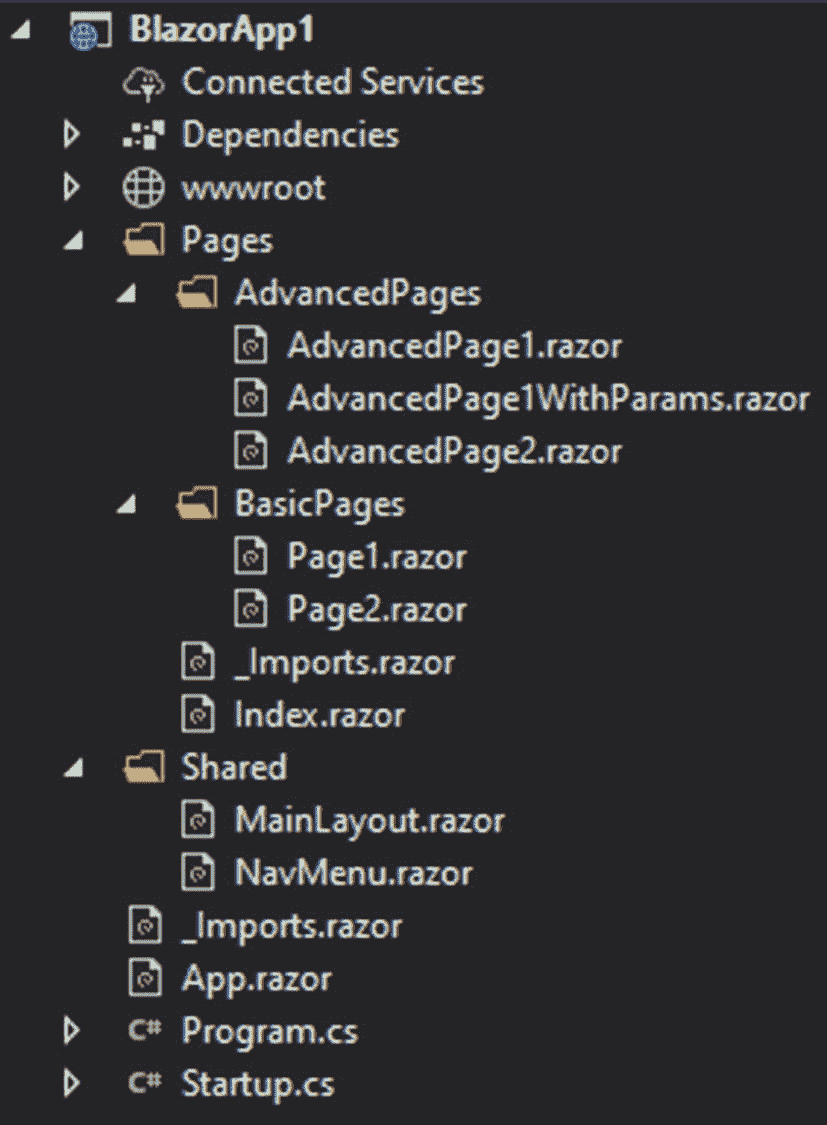 BlazorApp1
Connected Services
Dependencies
wwwroot
Pages
AdvancedPages
AdvancedPage1.razor
AdvancedPage1WithParams.razor
AdvancedPage2.razor
BasicPages
Page1.razor
Page2.razor
_Imports.razor
Index.razor
Shared
MainLayout.razor
NavMenu.razor
_Imports.razor
App.razor
C# Program.cs
C# Startup.cs